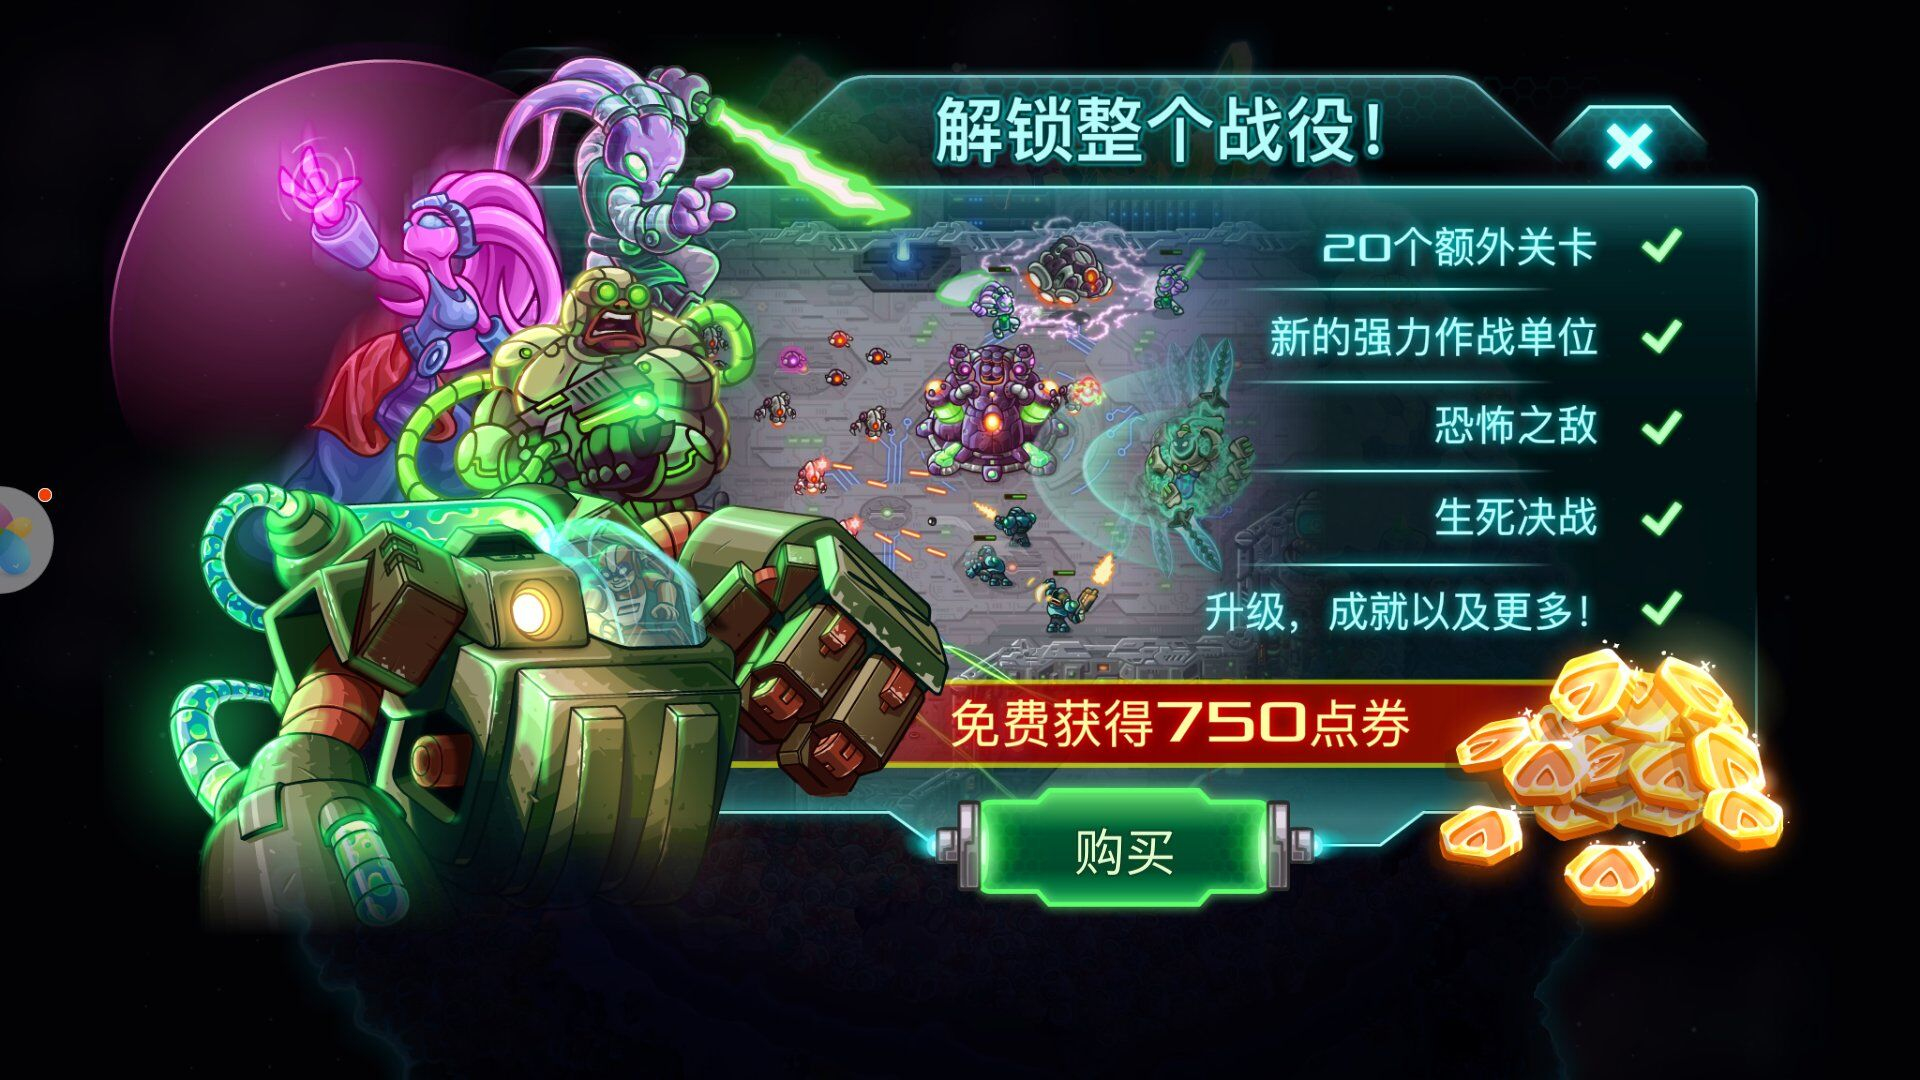 解锁整个战役!
20个额外关卡
新的强力作战单位
恐怖之敌
生死决战
升级，成就以及更多!
免费获得750点券
购买